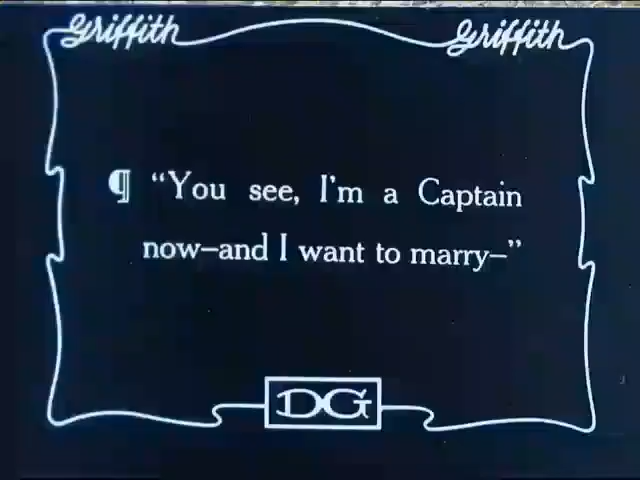 Griffith Griffith
¶ "You see, I'm a Captain
now—and I want to marry—"
DG